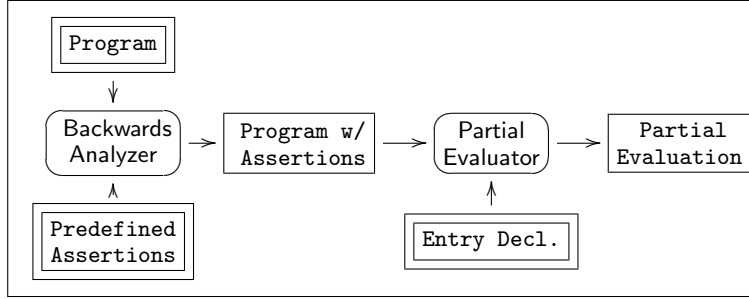 Program
Backwards
Analyzer
Program w/
Assertions
Partial
Evaluator
Partial
Evaluation
Predefined
Assertions
Entry Decl.